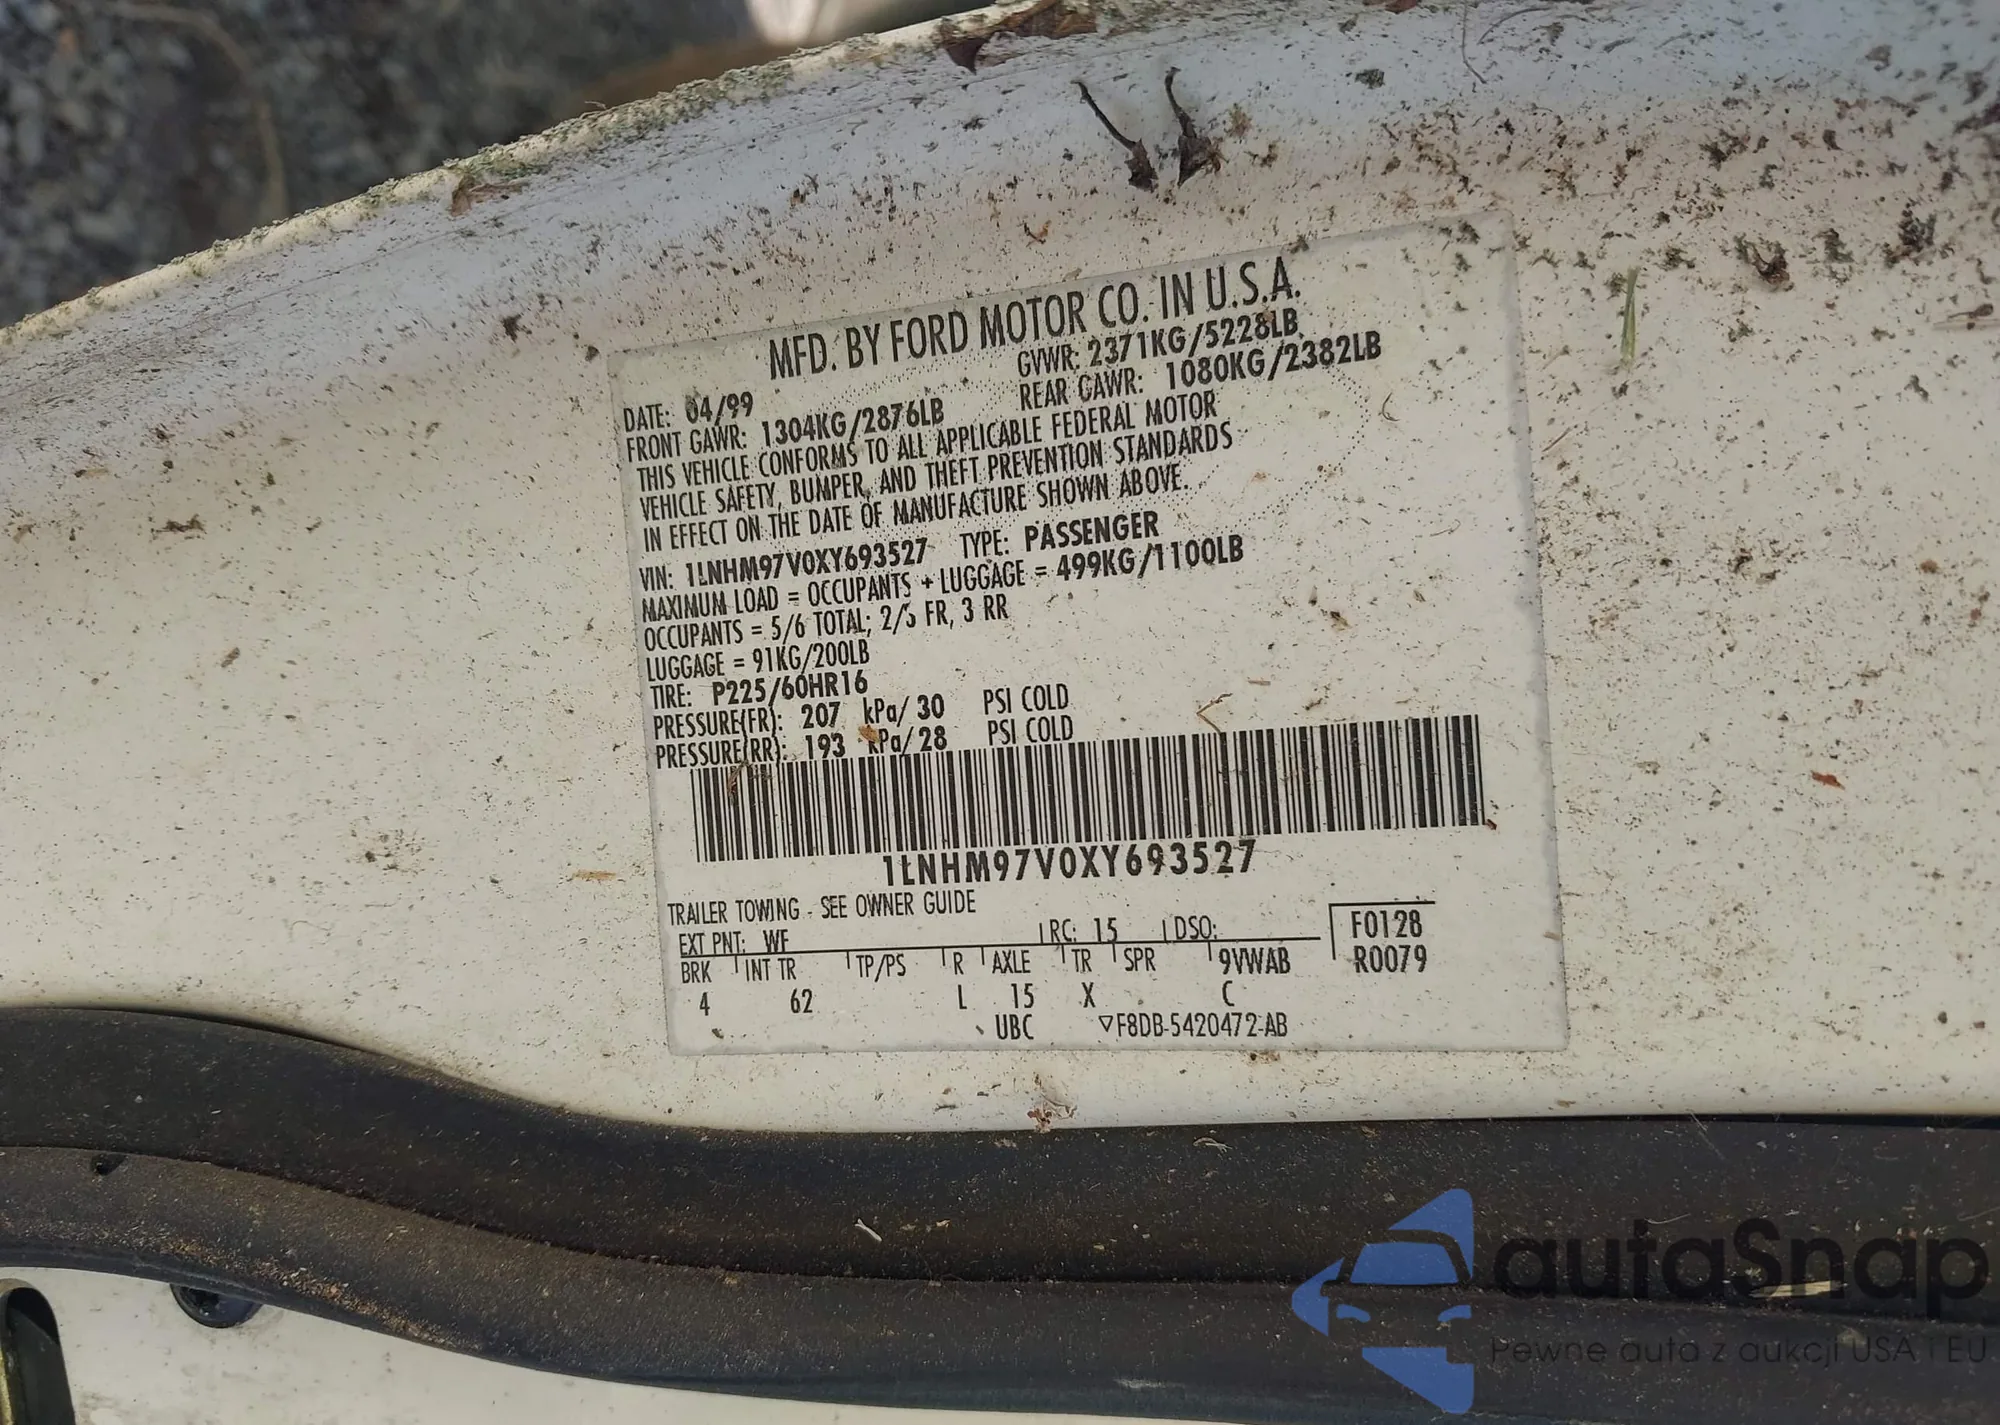 MFD. BY FORD MOTOR CO. IN U.S.A.
DATE: 04/99 GVWR: 2371KG/5228LB
FRONT GAWR: 1304KG/2876LB REAR GAWR: 1080KG/2382LB
THIS VEHICLE CONFORMS TO ALL APPLICABLE FEDERAL MOTOR
VEHICLE SAFETY, BUMPER, AND THEFT PREVENTION STANDARDS
IN EFFECT ON THE DATE OF MANUFACTURE SHOWN ABOVE.
VIN: 1LNHM97V0XY693527 TYPE: PASSENGER
MAXIMUM LOAD = OCCUPANTS + LUGGAGE = 499KG/1100LB
OCCUPANTS = 5/6 TOTAL; 2/3 FR, 3 RR
LUGGAGE = 91KG/200LB
TIRE: P225/60HR16
PRESSURE(FR): 207 kPa/ 30 PSI COLD
PRESSURE(RR): 193 kPa/ 28 PSI COLD
1LNHM97V0XY693527
TRAILER TOWING - SEE OWNER GUIDE
EXT PNT: WF RC: 15 DSO: F0128
BRK INT TR TP/PS R AXLE TR SPR 9VWAB R0079
4 62 L 15 X C
UBC ▽F8DB-5420472-AB
autaSnap
Pewne auta z aukcji USA i EU